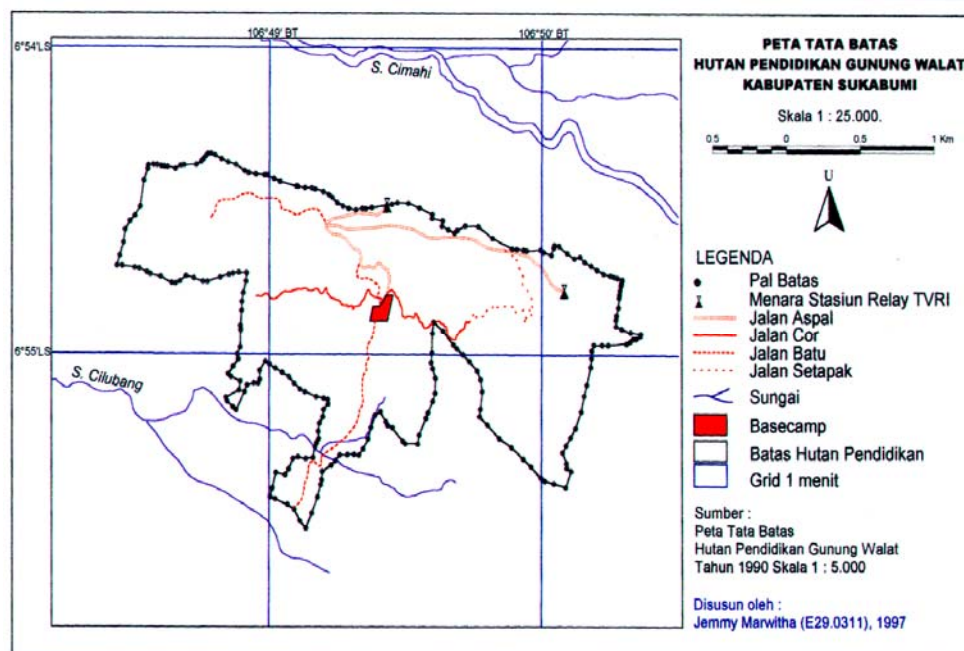 106°49' BT
106°50' BT
6°54'LS
S. Cimahi
6°55'LS
S. Cilubang
PETA TATA BATAS
HUTAN PENDIDIKAN GUNUNG WALAT
KABUPATEN SUKABUMI
Skala 1 : 25.000.
0.5 0 0.5 1 Km
U
LEGENDA
Pal Batas
Menara Stasiun Relay TVRI
Jalan Aspal
Jalan Cor
Jalan Batu
Jalan Setapak
Sungai
Basecamp
Batas Hutan Pendidikan
Grid 1 menit
Sumber :
Peta Tata Batas
Hutan Pendidikan Gunung Walat
Tahun 1990 Skala 1 : 5.000
Disusun oleh :
Jemmy Marwitha (E29.0311), 1997